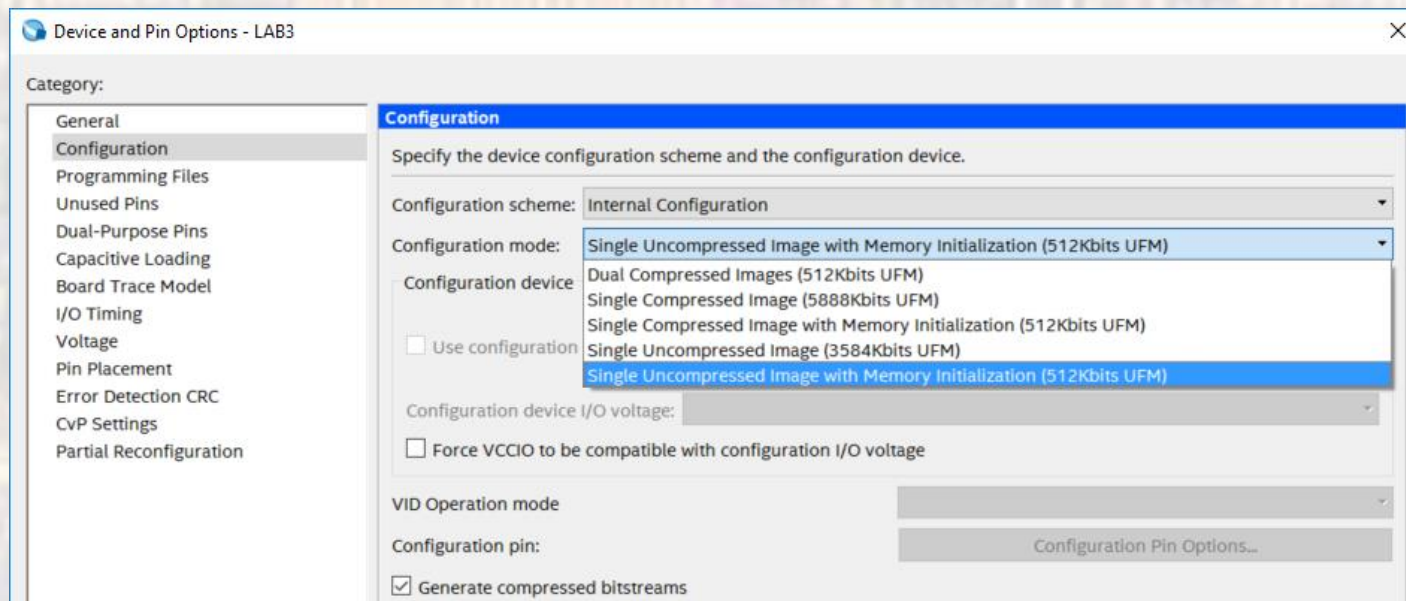 Device and Pin Options - LAB3
Category:
General
Configuration
Programming Files
Unused Pins
Dual-Purpose Pins
Capacitive Loading
Board Trace Model
I/O Timing
Voltage
Pin Placement
Error Detection CRC
CvP Settings
Partial Reconfiguration
Configuration
Specify the device configuration scheme and the configuration device.
Configuration scheme: Internal Configuration
Configuration mode: Single Uncompressed Image with Memory Initialization (512Kbits UFM)
Dual Compressed Images (512Kbits UFM)
Configuration device
Single Compressed Image (5888Kbits UFM)
Single Compressed Image with Memory Initialization (512Kbits UFM)
Use configuration Single Uncompressed Image (3584Kbits UFM)
Single Uncompressed Image with Memory Initialization (512Kbits UFM)
Configuration device I/O voltage:
Force VCCIO to be compatible with configuration I/O voltage
VID Operation mode
Configuration pin: Configuration Pin Options...
Generate compressed bitstreams